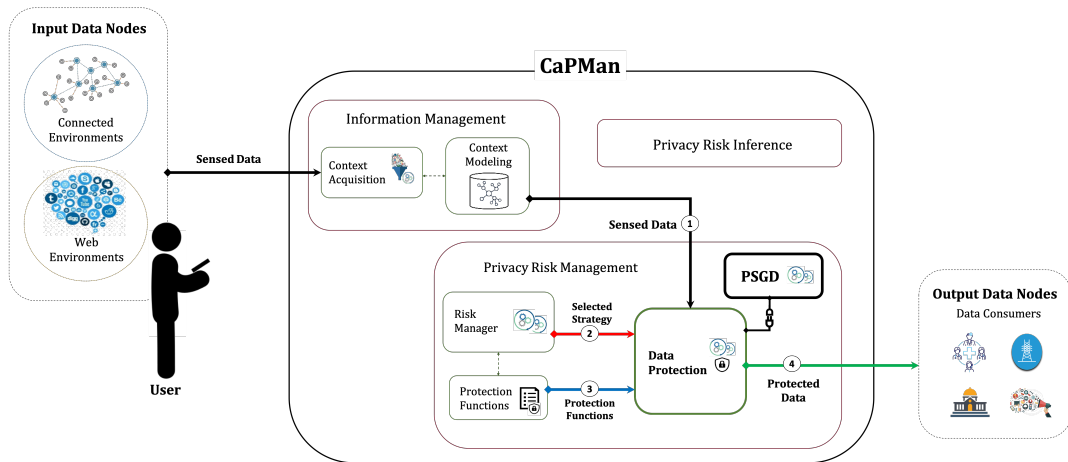 Input Data Nodes
Connected
Environments
Web
Environments
User
Sensed Data
CaPMan
Information Management
Context
Acquisition
Context
Modeling
Privacy Risk Inference
Sensed Data
1
Privacy Risk Management
PSGD
Risk
Manager
Selected
Strategy
2
Data
Protection
Protection
Functions
3
Protection
Functions
4
Protected
Data
Output Data Nodes
Data Consumers